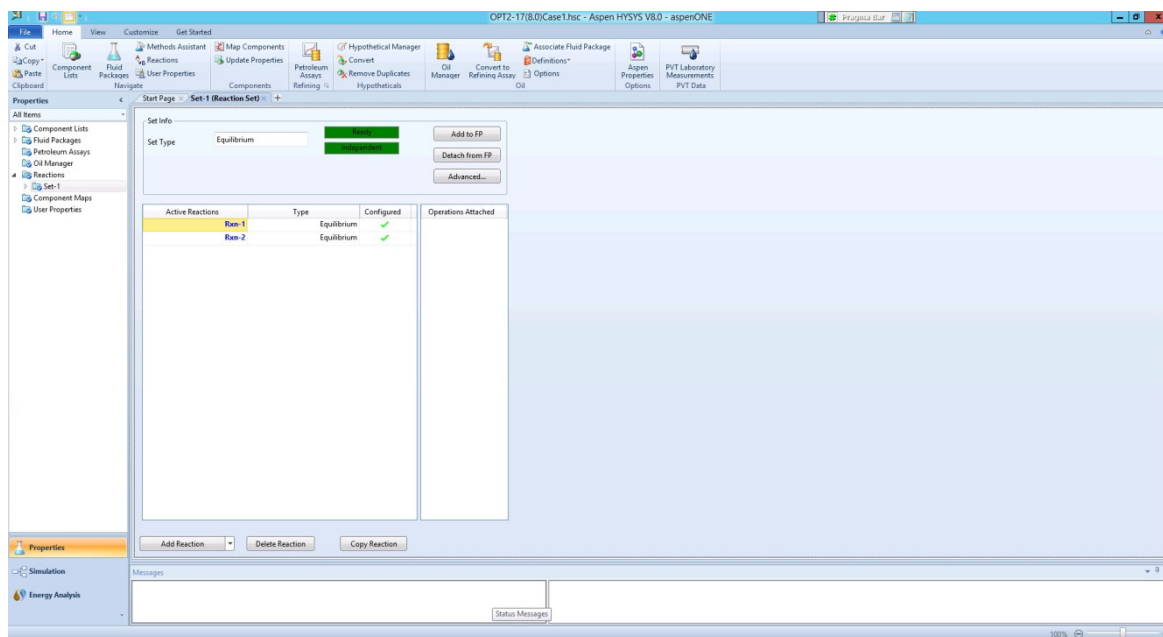 OPT2-17(8.0)Case1.hsc - Aspen HYSYS V8.0 - aspenONE
Pragma Bar
File Home View Customize Get Started
Cut
Copy
Paste
Clipboard
Component Lists
Fluid Packages
Methods Assistant
Reactions
User Properties
Navigate
Map Components
Update Properties
Components
Petroleum Assays
Refining
Hypothetical Manager
Convert
Remove Duplicates
Hypotheticals
Oil Manager
Convert to Refining Assay
Associate Fluid Package
Definitions
Options
Oil
Aspen Properties
Options
PVT Laboratory Measurements
PVT Data
Properties
All Items
Component Lists
Fluid Packages
Petroleum Assays
Oil Manager
Reactions
Set-1
Component Maps
User Properties
Properties
Simulation
Energy Analysis
Start Page Set-1 (Reaction Set) +
Set Info
Set Type Equilibrium
Ready
Independent
Add to FP
Detach from FP
Advanced...
Active Reactions Type Configured Operations Attached
Rxn-1 Equilibrium
Rxn-2 Equilibrium
Add Reaction Delete Reaction Copy Reaction
Messages
Status Messages
100%